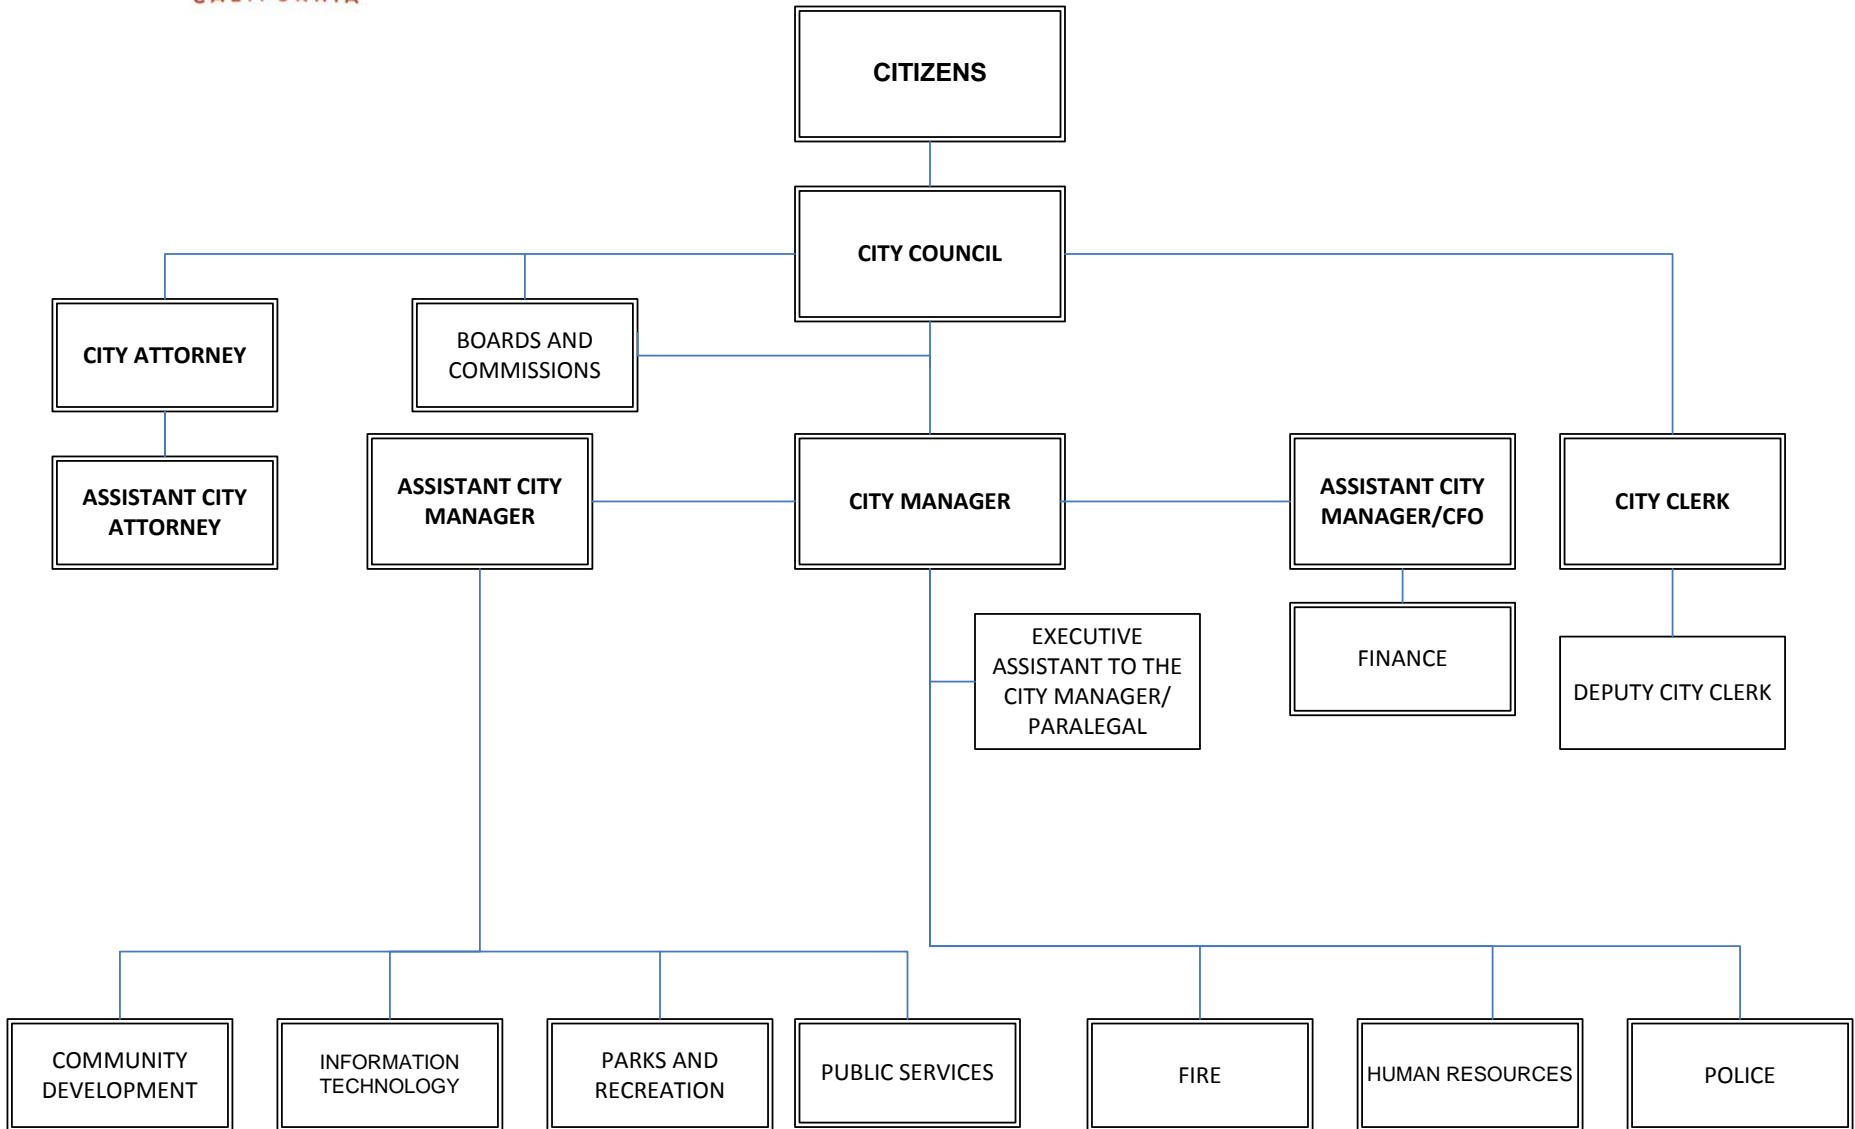 CALIFORNIA
CITIZENS
CITY COUNCIL
CITY ATTORNEY
BOARDS AND
COMMISSIONS
ASSISTANT CITY
ATTORNEY
ASSISTANT CITY
MANAGER
CITY MANAGER
ASSISTANT CITY
MANAGER/CFO
CITY CLERK
EXECUTIVE
ASSISTANT TO THE
CITY MANAGER/
PARALEGAL
FINANCE
DEPUTY CITY CLERK
COMMUNITY
DEVELOPMENT
INFORMATION
TECHNOLOGY
PARKS AND
RECREATION
PUBLIC SERVICES
FIRE
HUMAN RESOURCES
POLICE